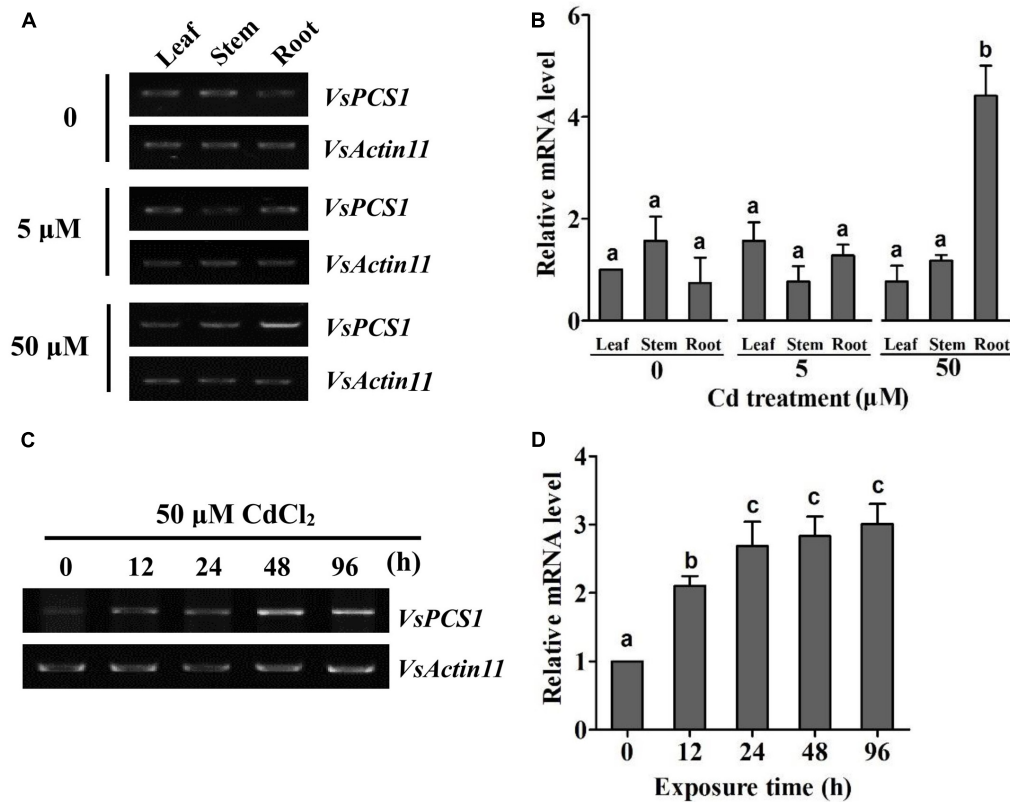 A
Leaf Stem Root
0
VsPCS1
VsActin11
5 μM
VsPCS1
VsActin11
50 μM
VsPCS1
VsActin11
B
Relative mRNA level
6
4
2
0
a a a a a a a a b
Leaf Stem Root Leaf Stem Root Leaf Stem Root
0 5 50
Cd treatment (μM)
C
50 μM CdCl₂
0 12 24 48 96 (h)
VsPCS1
VsActin11
D
Relative mRNA level
4
3
2
1
0
a b c c c
0 12 24 48 96
Exposure time (h)